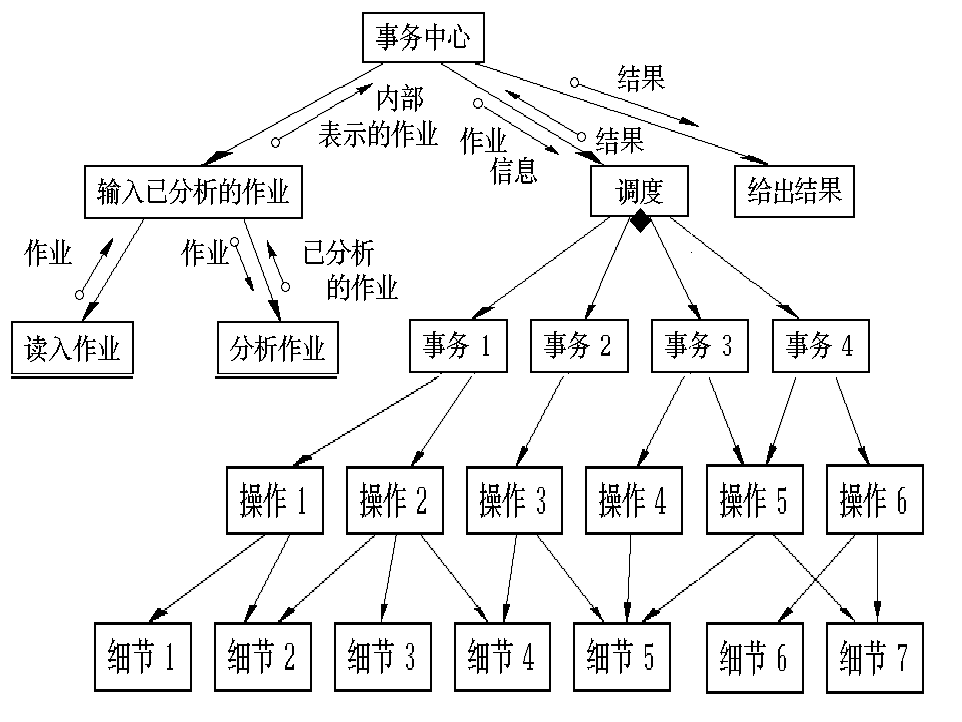 事务中心
结果
内部
表示的作业
作业
信息
结果
输入已分析的作业
调度
给出结果
作业
作业
已分析
的作业
读入作业
分析作业
事务 1
事务 2
事务 3
事务 4
操作 1
操作 2
操作 3
操作 4
操作 5
操作 6
细节 1
细节 2
细节 3
细节 4
细节 5
细节 6
细节 7